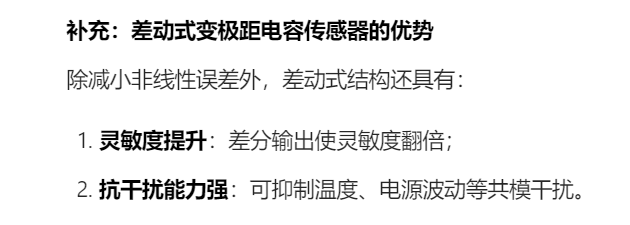 补充：差动式变极距电容传感器的优势
除减小非线性误差外，差动式结构还具有：
1. 灵敏度提升：差分输出使灵敏度翻倍；
2. 抗干扰能力强：可抑制温度、电源波动等共模干扰。